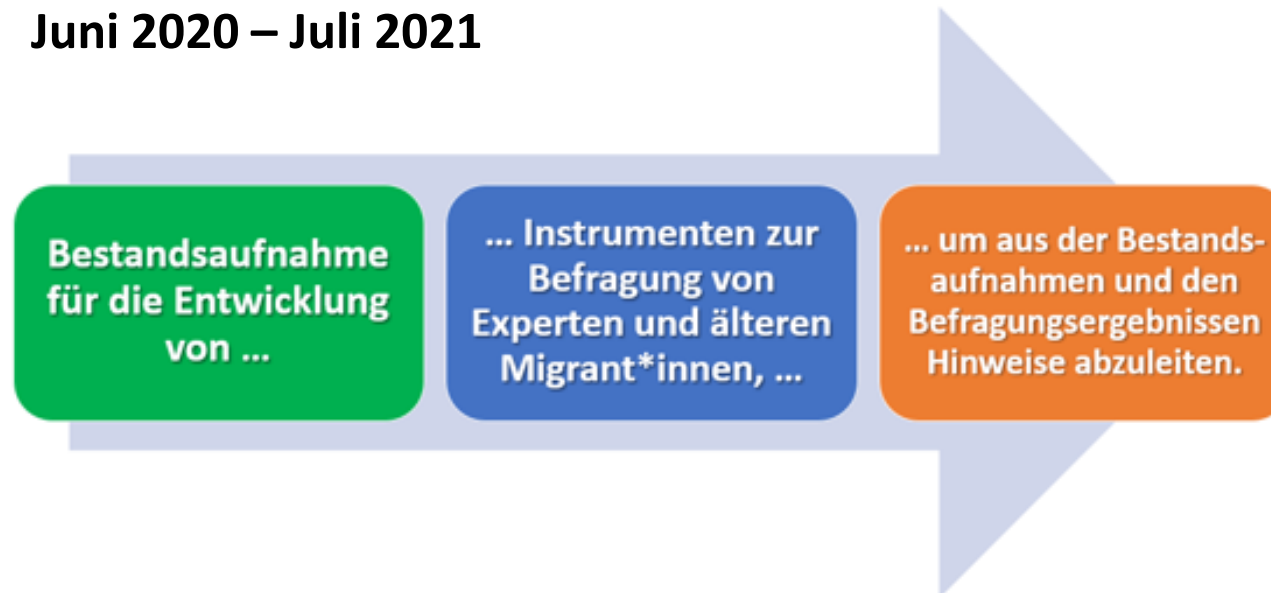 Juni 2020 – Juli 2021
Bestandsaufnahme
für die Entwicklung
von ...
... Instrumenten zur
Befragung von
Experten und älteren
Migrant*innen, ...
... um aus der Bestands-
aufnahmen und den
Befragungsergebnissen
Hinweise abzuleiten.